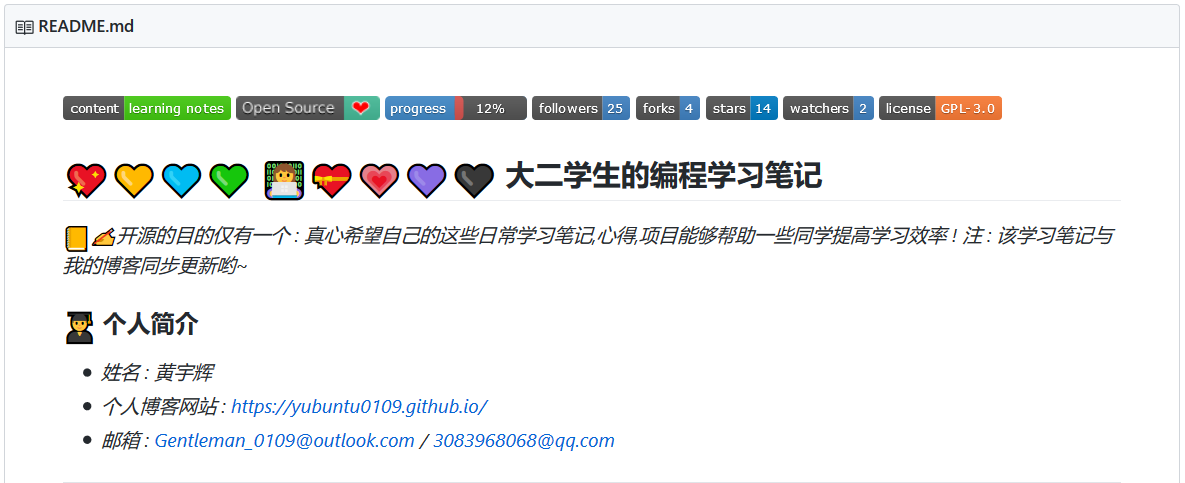 README.md
content learning notes Open Source progress 12% followers 25 forks 4 stars 14 watchers 2 license GPL-3.0
大二学生的编程学习笔记
开源的目的仅有一个 : 真心希望自己的这些日常学习笔记,心得,项目能够帮助一些同学提高学习效率 ! 注 : 该学习笔记与
我的博客同步更新哟~
个人简介
姓名 : 黄宇辉
个人博客网站 : https://yubuntu0109.github.io/
邮箱 : Gentleman_0109@outlook.com / 3083968068@qq.com